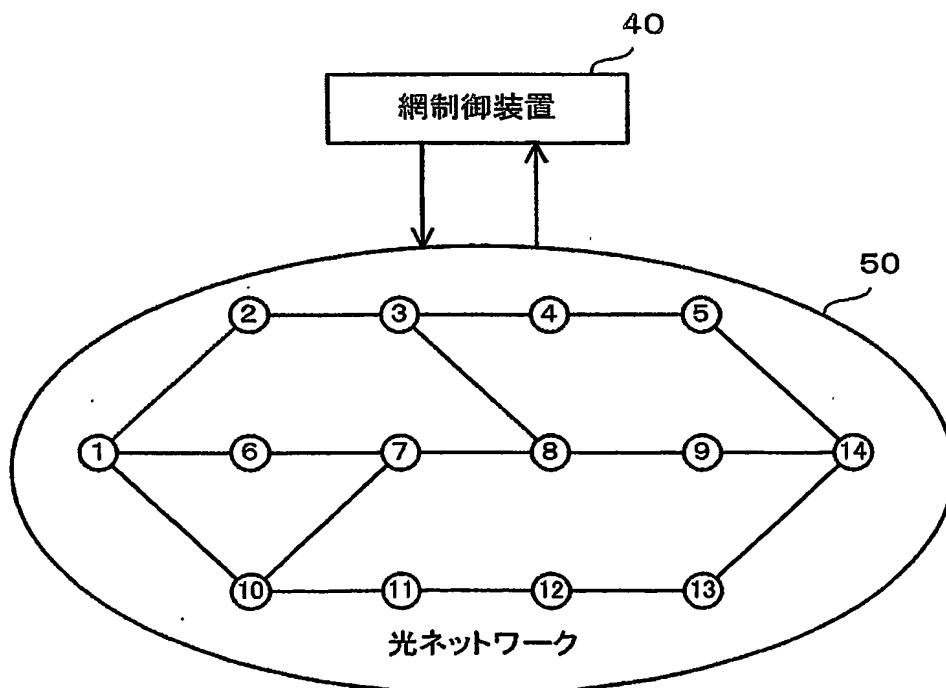 40
網制御装置
50
② ③ ④ ⑤
① ⑥ ⑦ ⑧ ⑨ ⑭
⑩ ⑪ ⑫ ⑬
光ネットワーク